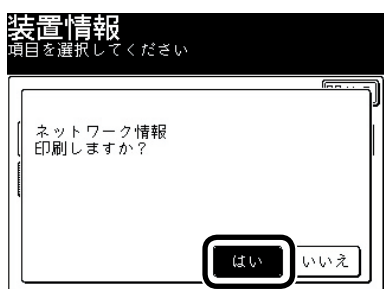 装置情報
項目を選択してください
ネットワーク情報
印刷しますか？
はい
いいえ